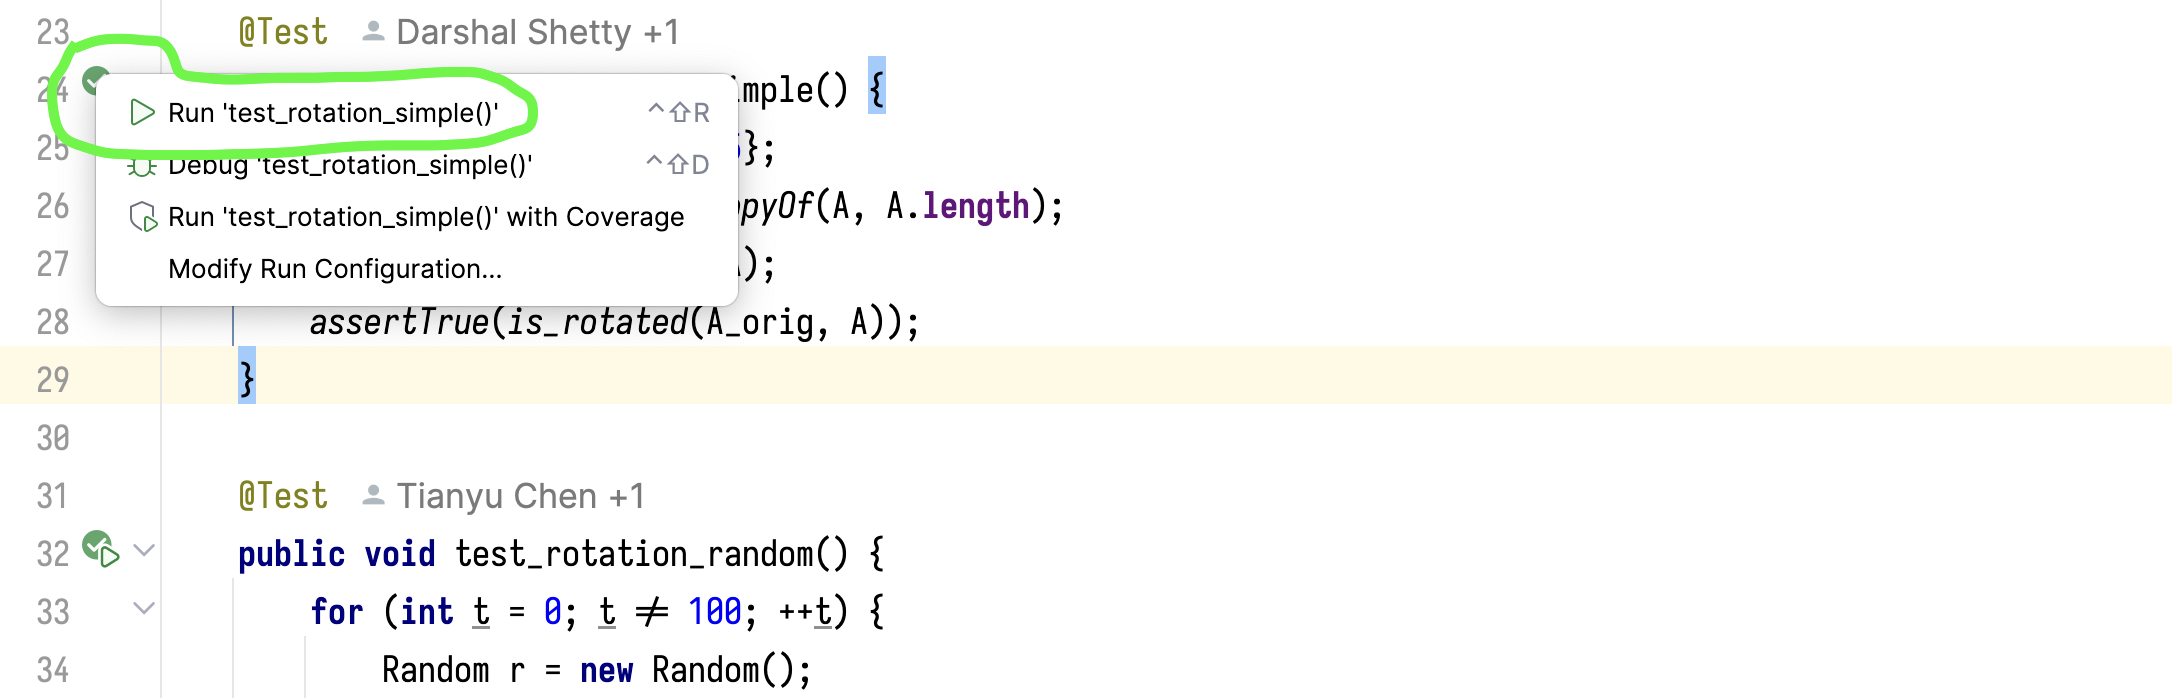 23 @Test Darshal Shetty +1
24 imple() {
Run 'test_rotation_simple()' ^⇧R
25 };
Debug 'test_rotation_simple()' ^⇧D
26 pyOf(A, A.length);
Run 'test_rotation_simple()' with Coverage
27 );
Modify Run Configuration...
28 assertTrue(is_rotated(A_orig, A));
29 }
30
31 @Test Tianyu Chen +1
32 public void test_rotation_random() {
33 for (int t = 0; t ≠ 100; ++t) {
34 Random r = new Random();